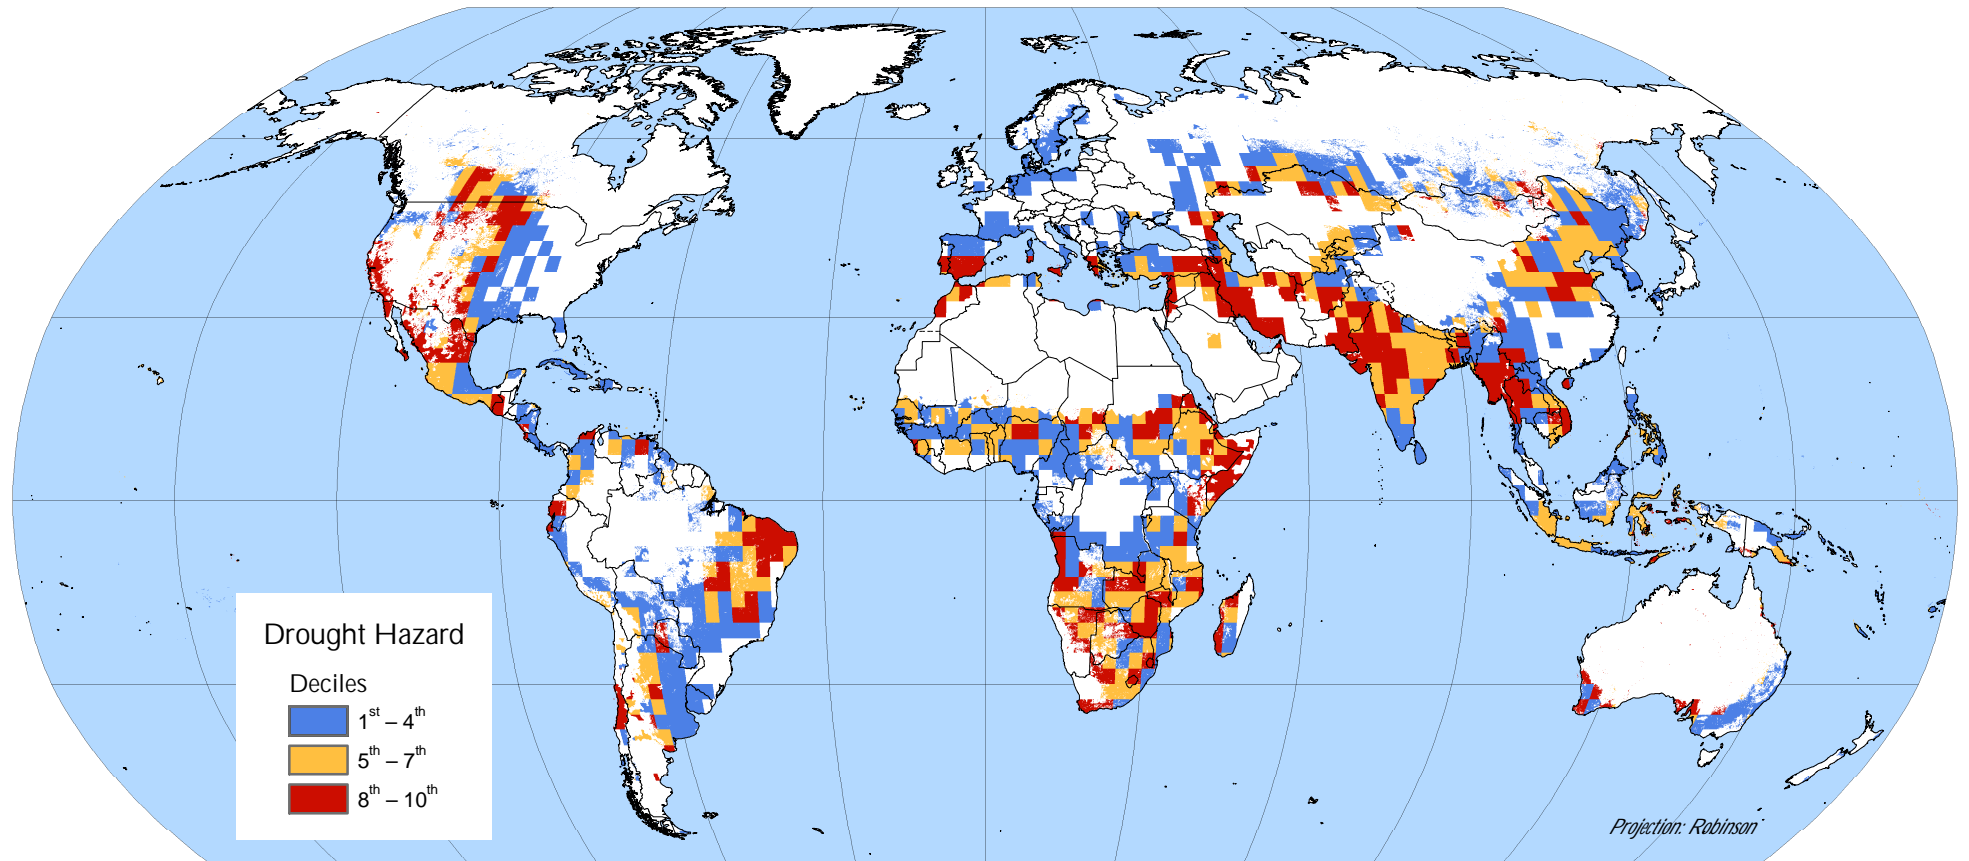 Drought Hazard
Deciles
1st – 4th
5th – 7th
8th – 10th
Projection: Robinson